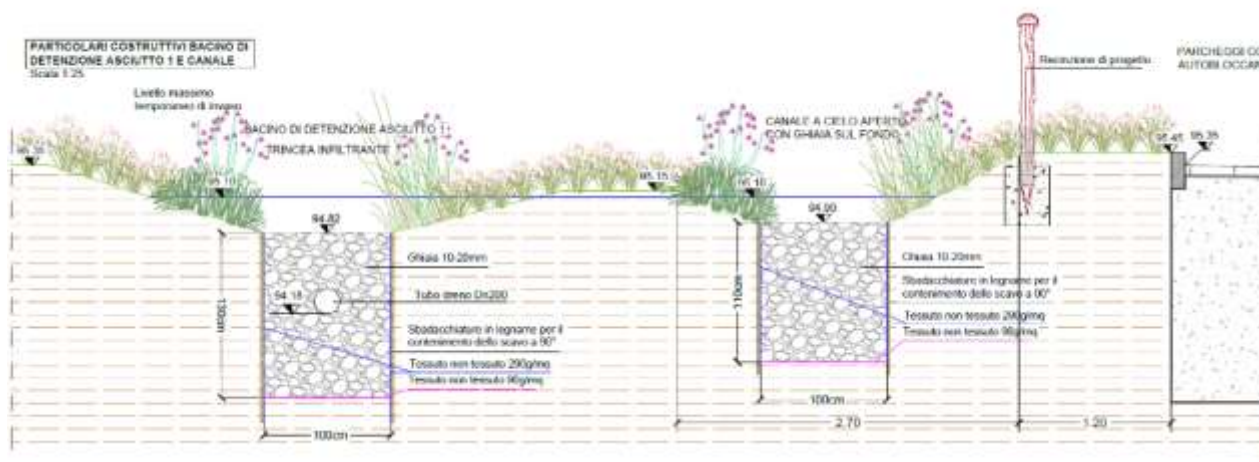 PARTICOLARI COSTRUTTIVI BACINO DI
DETENZIONE ASCIUTTO 1 E CANALE
Scala 1:25
Livello massimo
temporaneo di invaso
BACINO DI DETENZIONE ASCIUTTO 1:
TRINCEA INFILTRANTE
CANALE A CIELO APERTO
CON GHIAIA SUL FONDO
Recinzione di progetto
PARCHEGGI CO
AUTOBLOCCAN
95.10
95.15
95.10
95.45
95.35
94.82
94.90
Ghiaia 10-20mm
Tubo dreno Dn200
94.18
130cm
Sbadacchiature in legname per il
contenimento dello scavo a 90°
Tessuto non tessuto 290g/mq
Tessuto non tessuto 90g/mq
100cm
Ghiaia 10-20mm
Sbadacchiature in legname per il
contenimento dello scavo a 90°
Tessuto non tessuto 290g/mq
Tessuto non tessuto 90g/mq
110cm
100cm
2.70
1.20